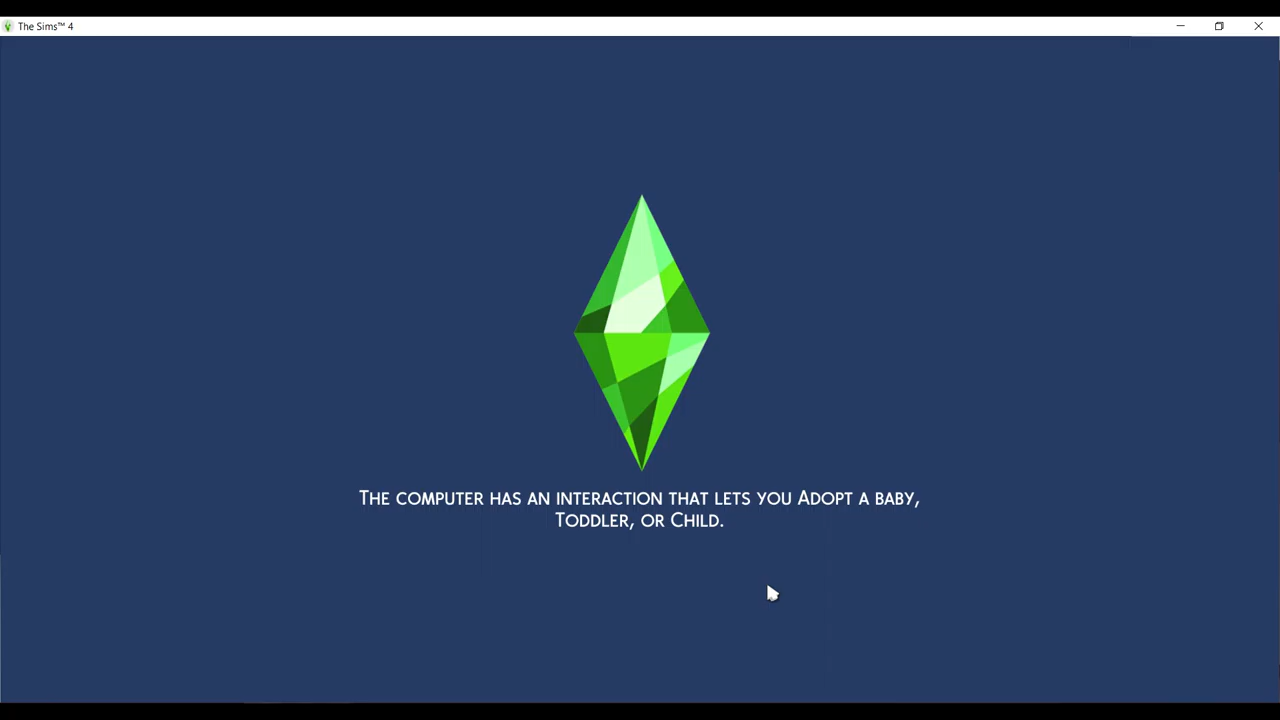 The Sims™ 4
The computer has an interaction that lets you Adopt a baby,
Toddler, or Child.